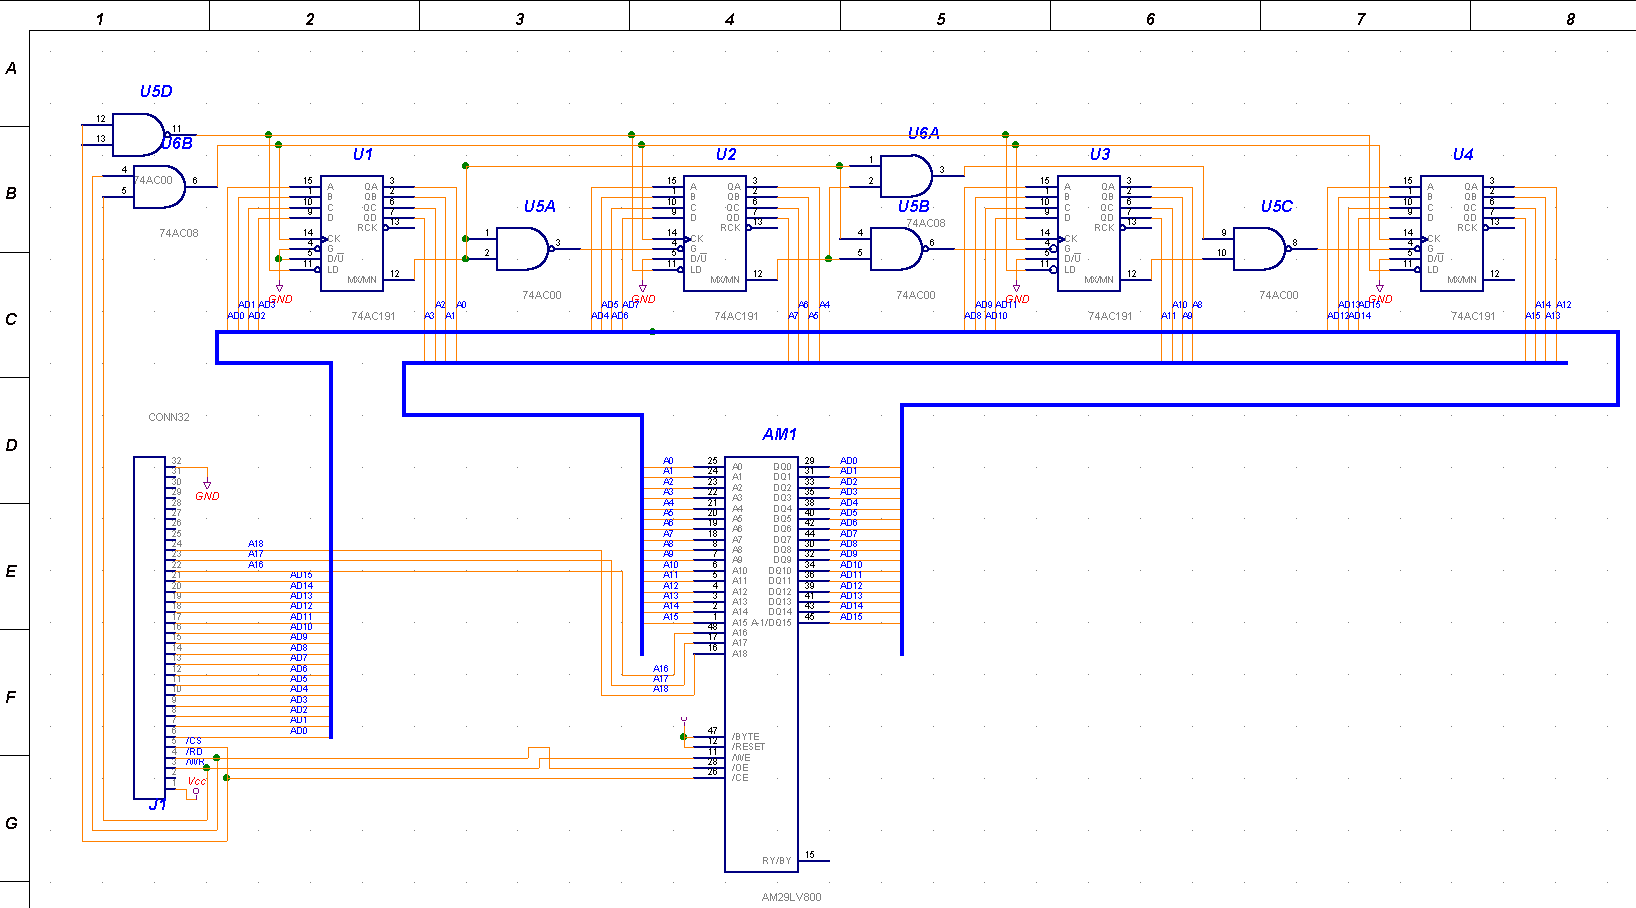 1 2 3 4 5 6 7 8
A
B
C
D
E
F
G
U5D
12
13
11
74AC00
U6B
4
5
6
74AC08
U1
15 A QA 3
1 B QB 2
10 C QC 6
9 D QD 7
RCK 13
14 CK
4 G
5 D/U
11 LD
MX/MN 12
74AC191
GND
AD1 AD3
AD0 AD2
A2 A0
A3 A1
U5A
1
2
3
74AC00
U2
15 A QA 3
1 B QB 2
10 C QC 6
9 D QD 7
RCK 13
14 CK
4 G
5 D/U
11 LD
MX/MN 12
74AC191
GND
AD5 AD7
AD4 AD6
A6 A4
A7 A5
U6A
1
2
3
74AC08
U5B
4
5
6
74AC00
U3
15 A QA 3
1 B QB 2
10 C QC 6
9 D QD 7
RCK 13
14 CK
4 G
5 D/U
11 LD
MX/MN 12
74AC191
GND
AD9 AD11
AD8 AD10
A10 A8
A11 A9
U5C
9
10
8
74AC00
U4
15 A QA 3
1 B QB 2
10 C QC 6
9 D QD 7
RCK 13
14 CK
4 G
5 D/U
11 LD
MX/MN 12
74AC191
GND
AD13 AD15
AD12 AD14
A14 A12
A15 A13
CONN32
32
31
30
29
28
27
26
25
24 A18
23 A17
22 A16
21 AD15
20 AD14
19 AD13
18 AD12
17 AD11
16 AD10
15 AD9
14 AD8
13 AD7
12 AD6
11 AD5
10 AD4
9 AD3
8 AD2
7 AD1
6 AD0
5 /CS
4 /RD
3 /WR
2
1
GND
Vcc
J1
AM1
A0 25 A0 DQ0 29 AD0
A1 24 A1 DQ1 31 AD1
A2 23 A2 DQ2 33 AD2
A3 22 A3 DQ3 35 AD3
A4 21 A4 DQ4 38 AD4
A5 20 A5 DQ5 40 AD5
A6 19 A6 DQ6 42 AD6
A7 18 A7 DQ7 44 AD7
A8 8 A8 DQ8 30 AD8
A9 7 A9 DQ9 32 AD9
A10 6 A10 DQ10 34 AD10
A11 5 A11 DQ11 36 AD11
A12 4 A12 DQ12 39 AD12
A13 3 A13 DQ13 41 AD13
A14 2 A14 DQ14 43 AD14
A15 1 A15 A-1/DQ15 45 AD15
48 A16
17 A17
16 A18
A16
A17
A18
47 /BYTE
12 /RESET
11 /WE
28 /OE
26 /CE
RY/BY 15
AM29LV800